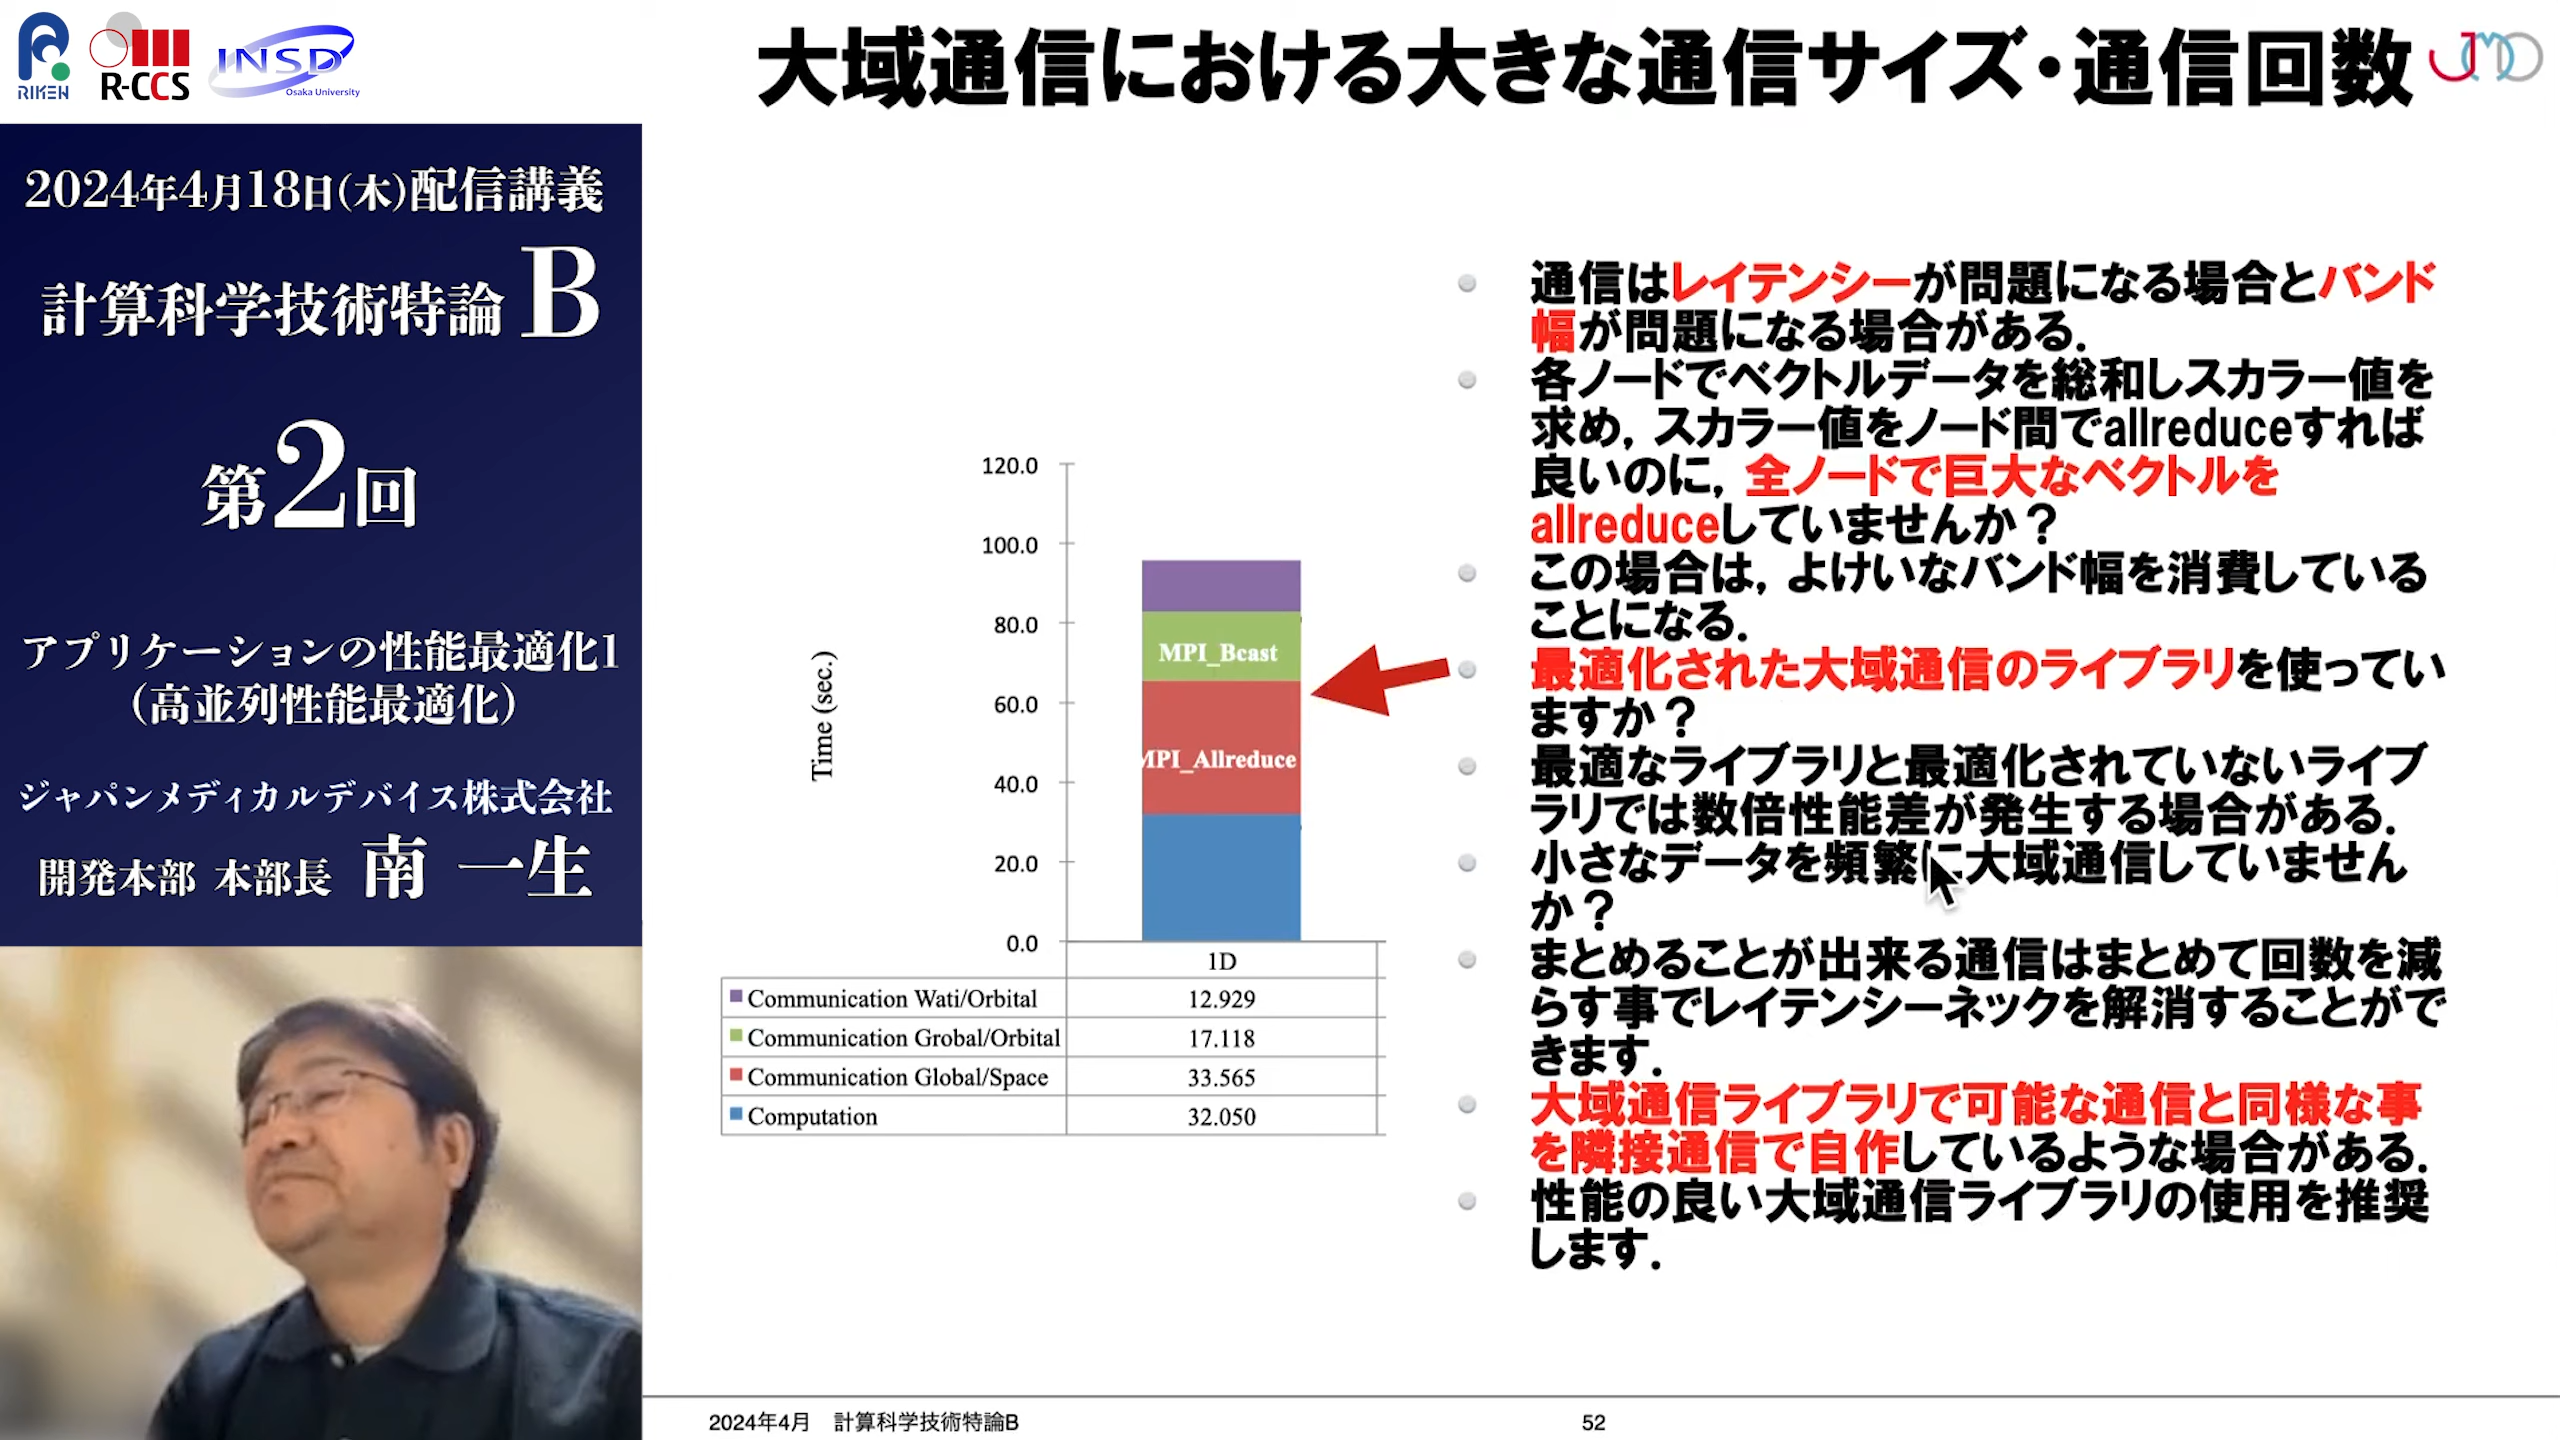 RIKEN
R-CCS
INSD
Osaka University
大域通信における大きな通信サイズ・通信回数
JMD
2024年4月18日(木)配信講義
計算科学技術特論B
第2回
アプリケーションの性能最適化1
(高並列性能最適化)
ジャパンメディカルデバイス株式会社
開発本部 本部長 南 一生
120.0
100.0
80.0
60.0
40.0
20.0
0.0
Time (sec.)
MPI_Bcast
MPI_Allreduce
1D
Communication Wati/Orbital 12.929
Communication Grobal/Orbital 17.118
Communication Global/Space 33.565
Computation 32.050
通信はレイテンシーが問題になる場合とバンド
幅が問題になる場合がある．
各ノードでベクトルデータを総和しスカラー値を
求め，スカラー値をノード間でallreduceすれば
良いのに，全ノードで巨大なベクトルを
allreduceしていませんか？
この場合は，よけいなバンド幅を消費している
ことになる．
最適化された大域通信のライブラリを使ってい
ますか？
最適なライブラリと最適化されていないライブ
ラリでは数倍性能差が発生する場合がある．
小さなデータを頻繁に大域通信していません
か？
まとめることが出来る通信はまとめて回数を減
らす事でレイテンシーネックを解消することがで
きます．
大域通信ライブラリで可能な通信と同様な事
を隣接通信で自作しているような場合がある．
性能の良い大域通信ライブラリの使用を推奨
します．
2024年4月 計算科学技術特論B
52